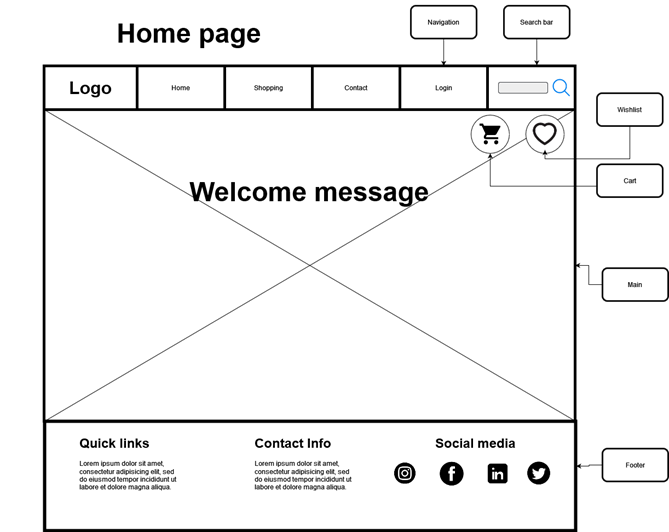 Home page
Navigation
Search bar
Logo
Home
Shopping
Contact
Login
Wishlist
Cart
Welcome message
Main
Quick links
Lorem ipsum dolor sit amet,
consectetur adipisicing elit, sed
do eiusmod tempor incididunt ut
labore et dolore magna aliqua.
Contact Info
Lorem ipsum dolor sit amet,
consectetur adipisicing elit, sed
do eiusmod tempor incididunt ut
labore et dolore magna aliqua.
Social media
f
in
Footer